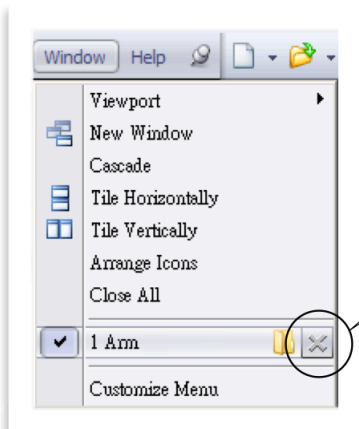 Window Help
Viewport
New Window
Cascade
Tile Horizontally
Tile Vertically
Arrange Icons
Close All
1 Arm
Customize Menu